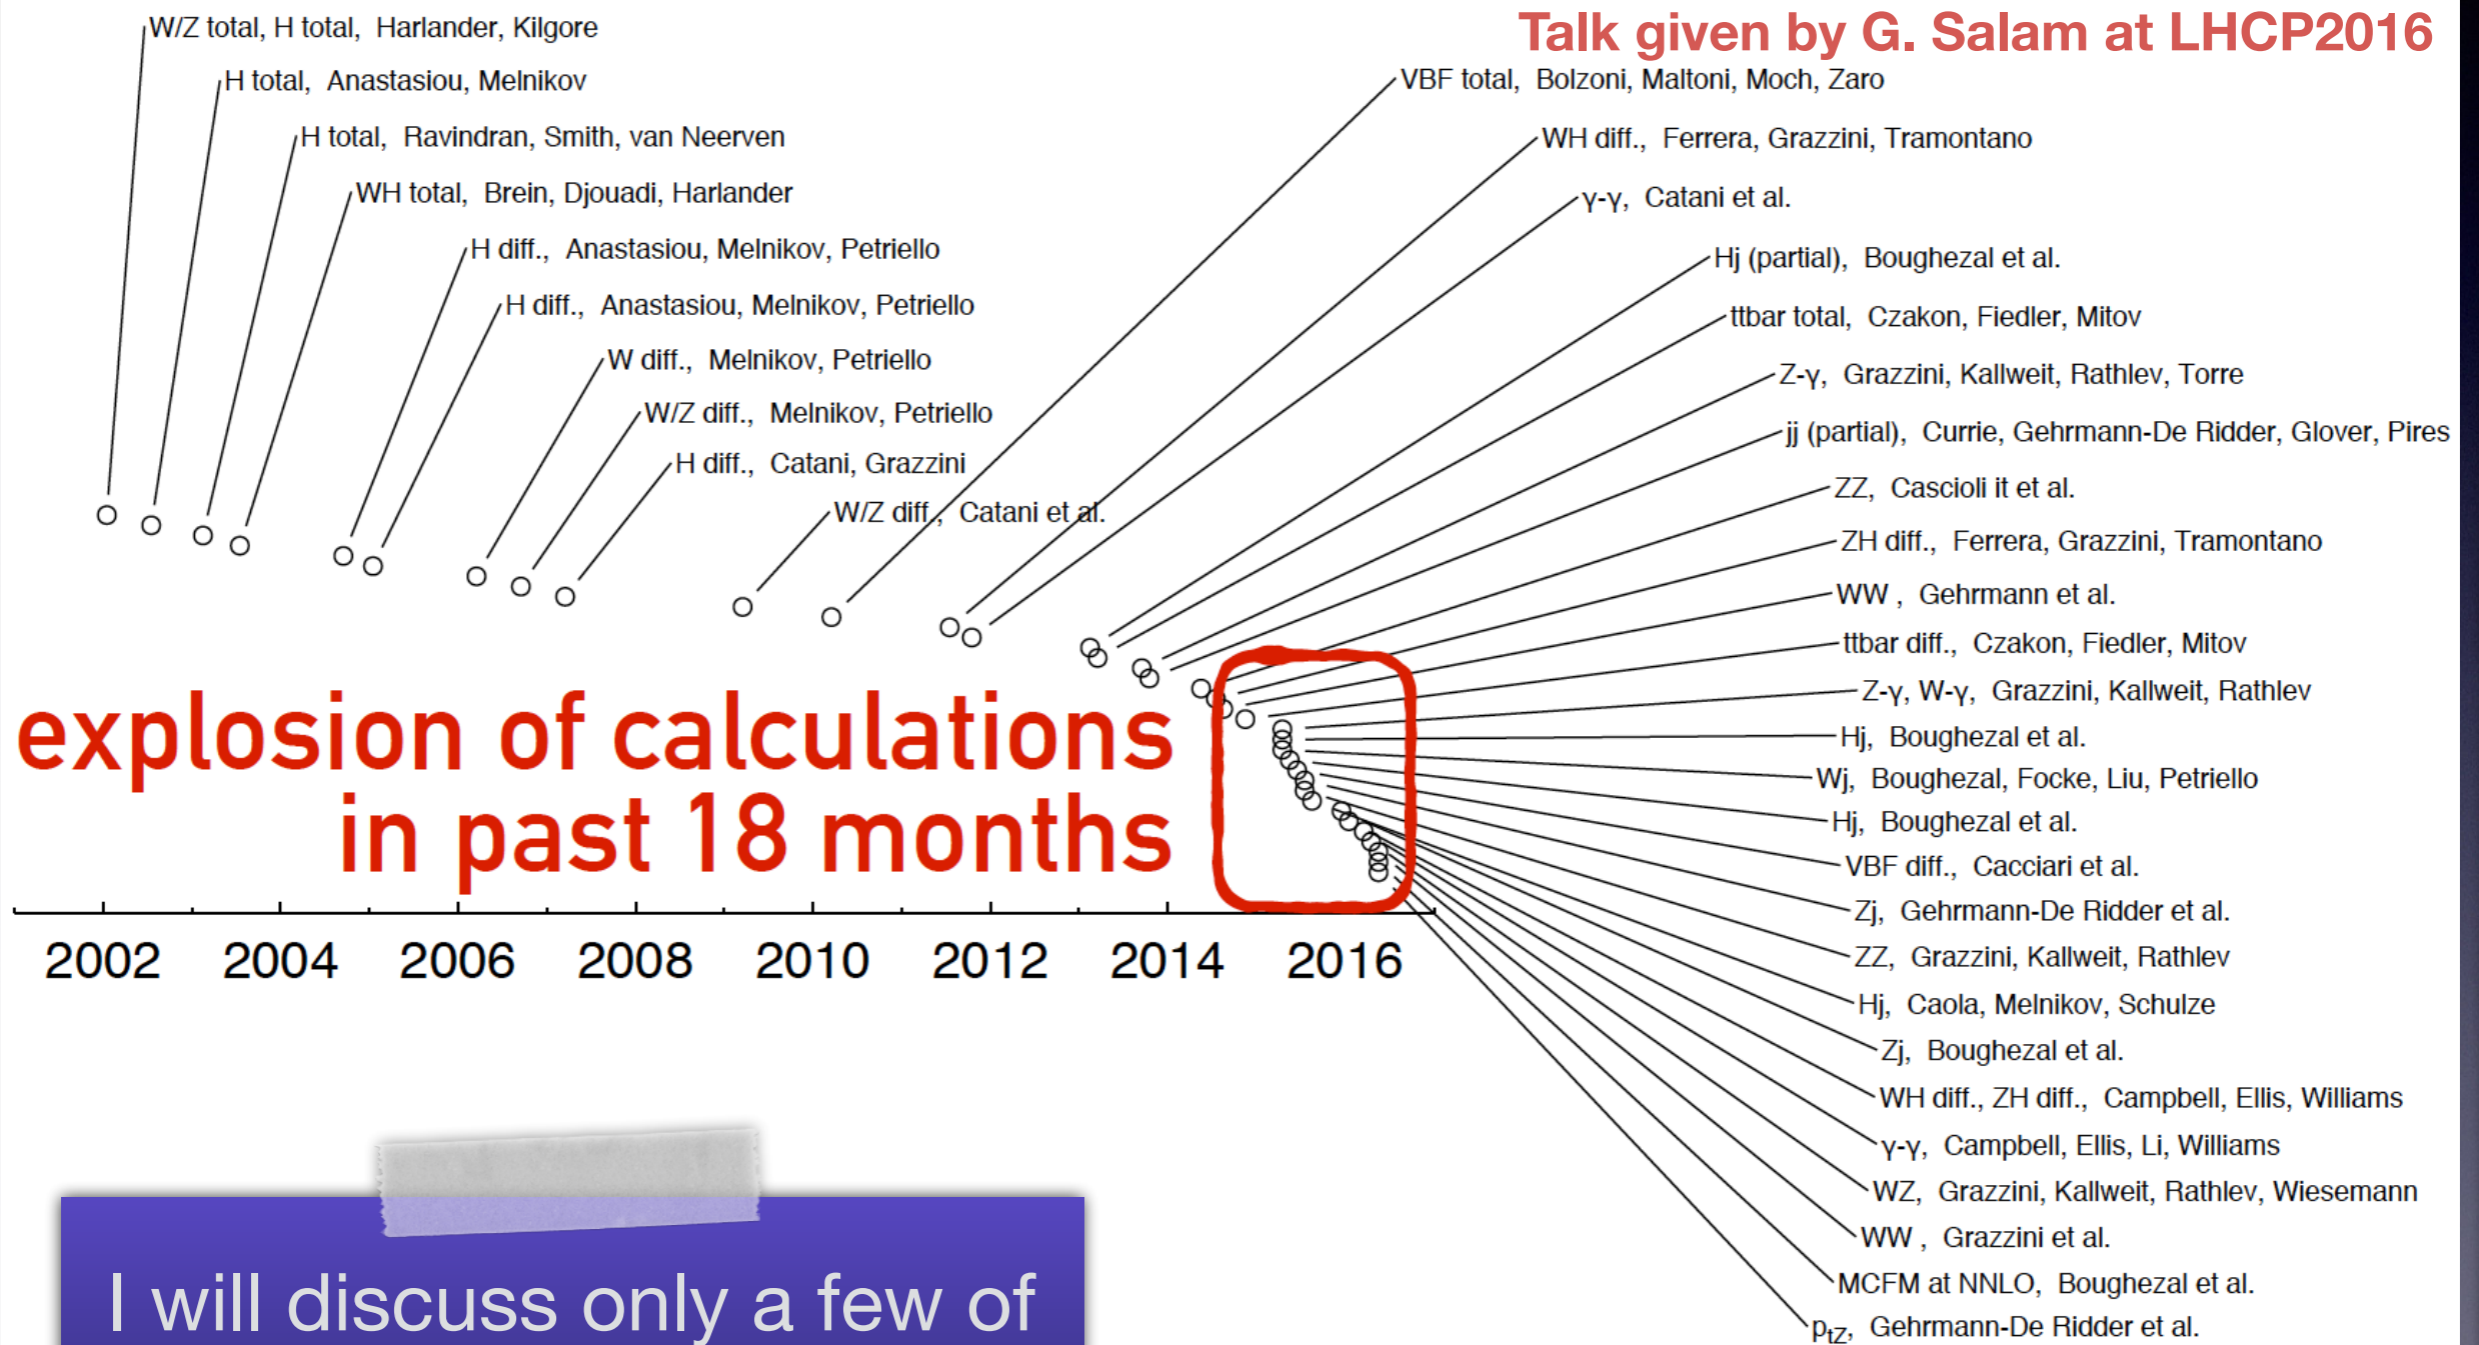 Talk given by G. Salam at LHCP2016
W/Z total, H total, Harlander, Kilgore
H total, Anastasiou, Melnikov
H total, Ravindran, Smith, van Neerven
WH total, Brein, Djouadi, Harlander
H diff., Anastasiou, Melnikov, Petriello
H diff., Anastasiou, Melnikov, Petriello
W diff., Melnikov, Petriello
W/Z diff., Melnikov, Petriello
H diff., Catani, Grazzini
W/Z diff., Catani et al.
VBF total, Bolzoni, Maltoni, Moch, Zaro
WH diff., Ferrera, Grazzini, Tramontano
γ-γ, Catani et al.
Hj (partial), Boughezal et al.
ttbar total, Czakon, Fiedler, Mitov
Z-γ, Grazzini, Kallweit, Rathlev, Torre
jj (partial), Currie, Gehrmann-De Ridder, Glover, Pires
ZZ, Cascioli it et al.
ZH diff., Ferrera, Grazzini, Tramontano
WW , Gehrmann et al.
ttbar diff., Czakon, Fiedler, Mitov
Z-γ, W-γ, Grazzini, Kallweit, Rathlev
Hj, Boughezal et al.
Wj, Boughezal, Focke, Liu, Petriello
Hj, Boughezal et al.
VBF diff., Cacciari et al.
Zj, Gehrmann-De Ridder et al.
ZZ, Grazzini, Kallweit, Rathlev
Hj, Caola, Melnikov, Schulze
Zj, Boughezal et al.
WH diff., ZH diff., Campbell, Ellis, Williams
γ-γ, Campbell, Ellis, Li, Williams
WZ, Grazzini, Kallweit, Rathlev, Wiesemann
WW , Grazzini et al.
MCFM at NNLO, Boughezal et al.
ptZ, Gehrmann-De Ridder et al.
explosion of calculations
in past 18 months
2002 2004 2006 2008 2010 2012 2014 2016
I will discuss only a few of